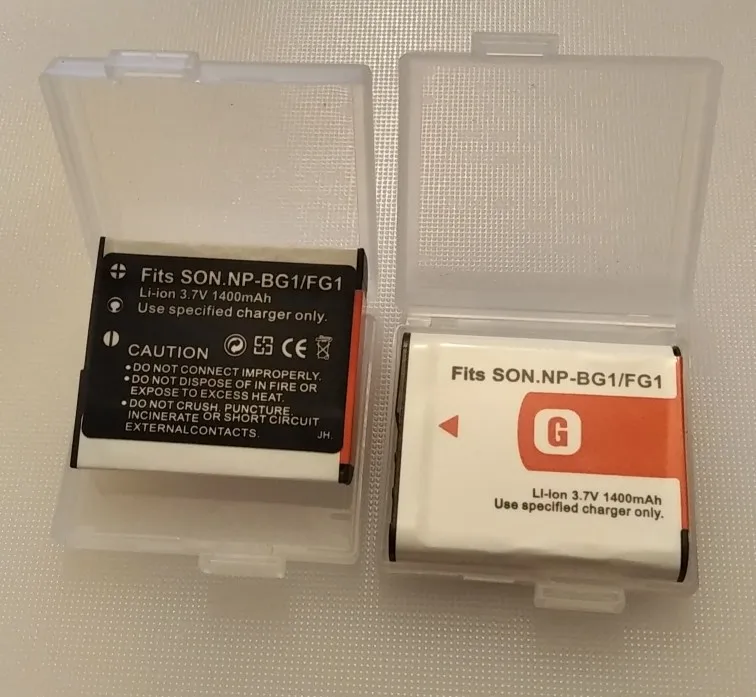 Fits SON.NP-BG1/FG1
Li-ion 3.7V 1400mAh
Use specified charger only.
CAUTION
CE
•DO NOT CONNECT IMPROPERLY.
•DO NOT DISPOSE OF IN FIRE OR
EXPOSE TO EXCESS HEAT.
•DO NOT CRUSH, PUNCTURE,
INCINERATE OR SHORT CIRCUIT
EXTERNALCONTACTS.
JH.
Fits SON.NP-BG1/FG1
G
LI-Ion 3.7V 1400mAh
Use specified charger only.